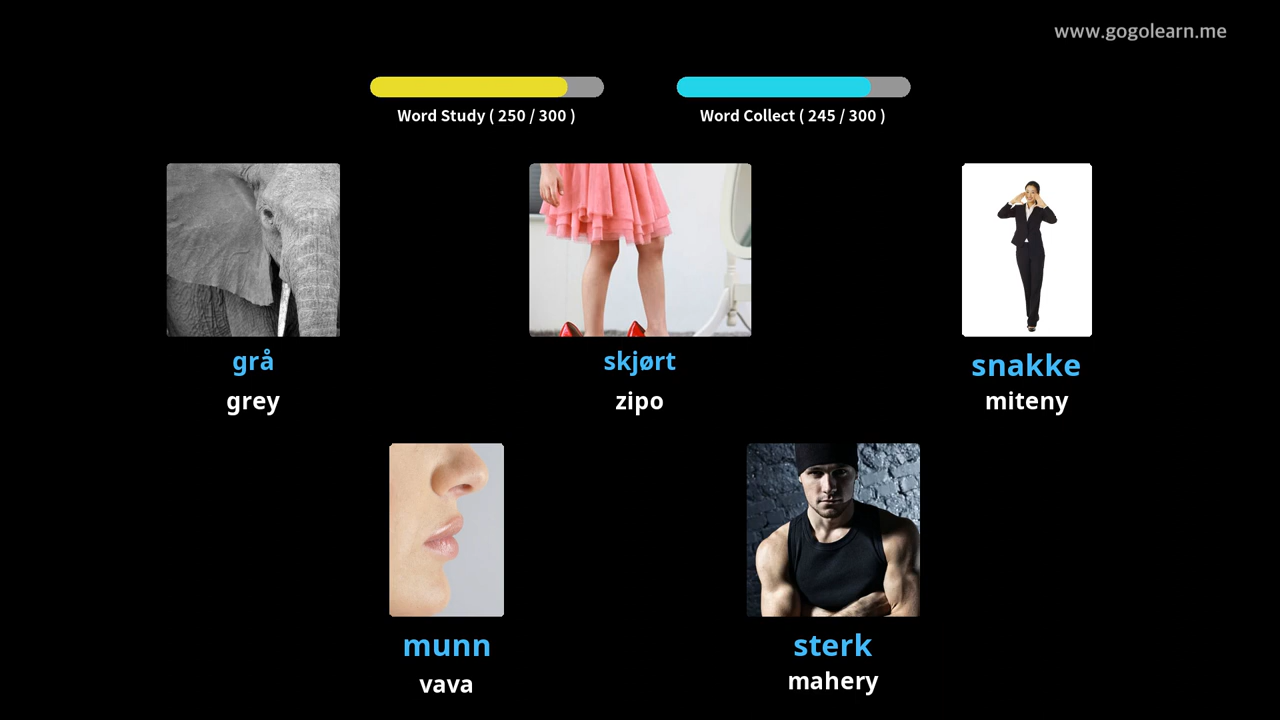 www.gogolearn.me
Word Study ( 250 / 300 )
Word Collect ( 245 / 300 )
grå
grey
skjørt
zipo
snakke
miteny
munn
vava
sterk
mahery